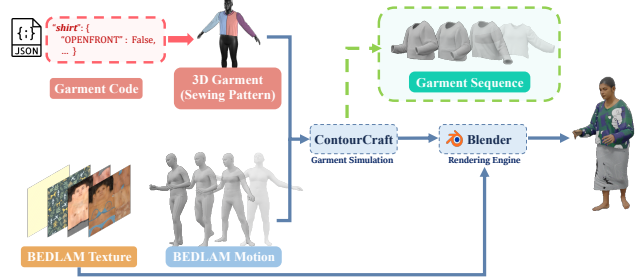 {:}
JSON
"shirt": {
"OPENFRONT" : False,
... }
Garment Code
3D Garment
(Sewing Pattern)
Garment Sequence
ContourCraft
Garment Simulation
Blender
Rendering Engine
BEDLAM Texture
BEDLAM Motion